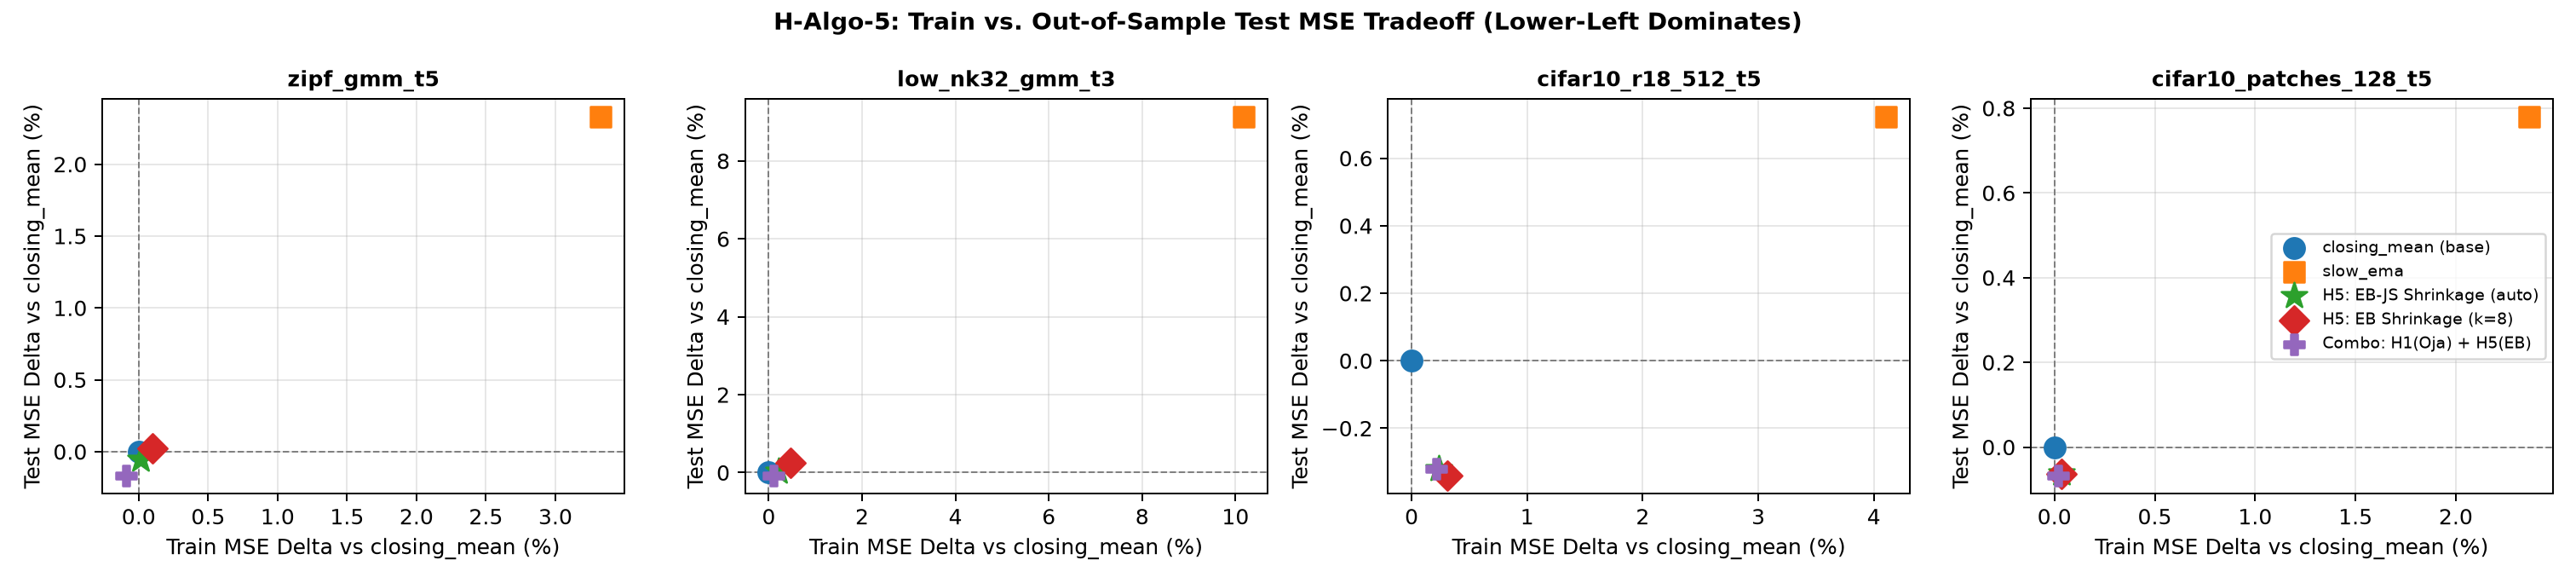 H-Algo-5: Train vs. Out-of-Sample Test MSE Tradeoff (Lower-Left Dominates)
zipf_gmm_t5
Test MSE Delta vs closing_mean (%)
2.0
1.5
1.0
0.5
0.0
0.0 0.5 1.0 1.5 2.0 2.5 3.0
Train MSE Delta vs closing_mean (%)
low_nk32_gmm_t3
Test MSE Delta vs closing_mean (%)
8
6
4
2
0
0 2 4 6 8 10
Train MSE Delta vs closing_mean (%)
cifar10_r18_512_t5
Test MSE Delta vs closing_mean (%)
0.6
0.4
0.2
0.0
−0.2
0 1 2 3 4
Train MSE Delta vs closing_mean (%)
cifar10_patches_128_t5
Test MSE Delta vs closing_mean (%)
0.8
0.6
0.4
0.2
0.0
closing_mean (base)
slow_ema
H5: EB-JS Shrinkage (auto)
H5: EB Shrinkage (k=8)
Combo: H1(Oja) + H5(EB)
0.0 0.5 1.0 1.5 2.0
Train MSE Delta vs closing_mean (%)